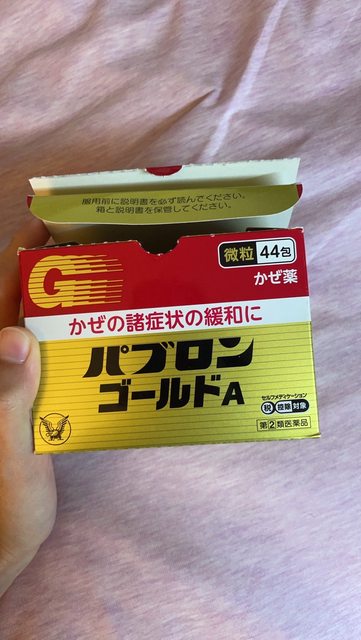 服用前に説明書を必ず読んでください。
箱と説明書を保管してください。
微粒 44包
かぜ薬
G
かぜの諸症状の緩和に
パブロン
ゴールドA
セルフメディケーション
税 控除 対象
指定第2類医薬品